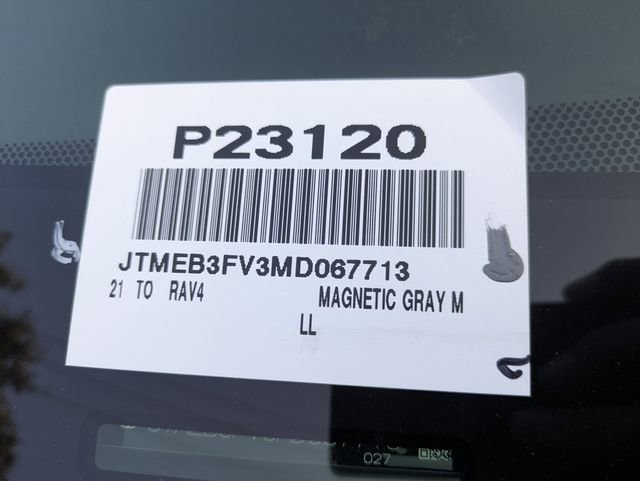 P23120
JTMEB3FV3MD067713
21 TO RAV4 MAGNETIC GRAY M
LL
027